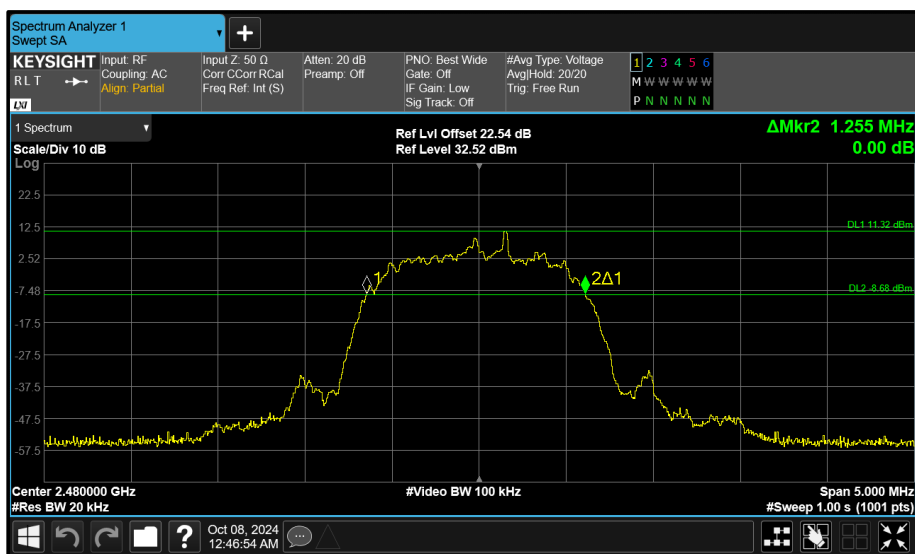 Spectrum Analyzer 1
Swept SA
KEYSIGHT
R L T
LXI
Input: RF
Coupling: AC
Align: Partial
Input Z: 50 Ω
Corr CCorr RCal
Freq Ref: Int (S)
Atten: 20 dB
Preamp: Off
PNO: Best Wide
Gate: Off
IF Gain: Low
Sig Track: Off
#Avg Type: Voltage
Avg|Hold: 20/20
Trig: Free Run
1 2 3 4 5 6
M W W W W W
P N N N N N
1 Spectrum
Scale/Div 10 dB
Ref Lvl Offset 22.54 dB
Ref Level 32.52 dBm
ΔMkr2 1.255 MHz
0.00 dB
Log
22.5
12.5
2.52
-7.48
-17.5
-27.5
-37.5
-47.5
-57.5
DL1 11.32 dBm
1
2Δ1
DL2 -8.68 dBm
Center 2.480000 GHz
#Res BW 20 kHz
#Video BW 100 kHz
Span 5.000 MHz
#Sweep 1.00 s (1001 pts)
?
Oct 08, 2024
12:46:54 AM